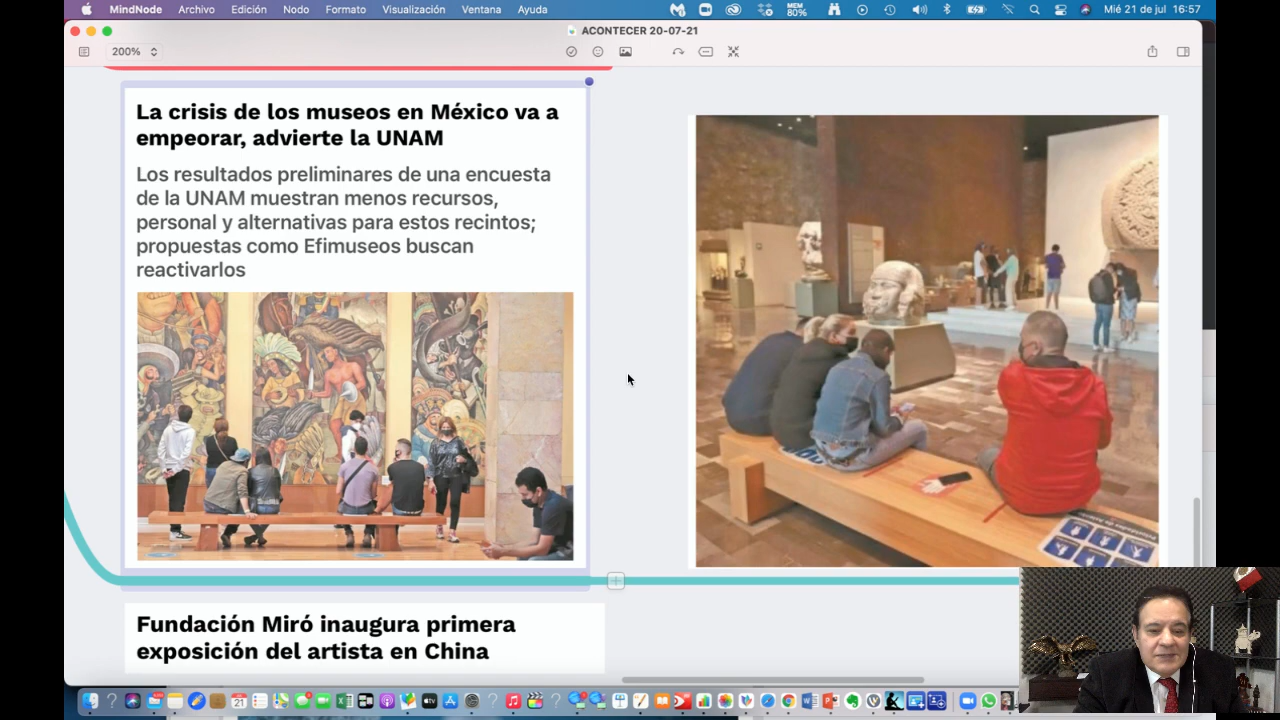 MindNode Archivo Edición Nodo Formato Visualización Ventana Ayuda MEM 80% Mié 21 de jul 16:57
ACONTECER 20-07-21
200%
La crisis de los museos en México va a
empeorar, advierte la UNAM
Los resultados preliminares de una encuesta
de la UNAM muestran menos recursos,
personal y alternativas para estos recintos;
propuestas como Efimuseos buscan
reactivarlos
Fundación Miró inaugura primera
exposición del artista en China